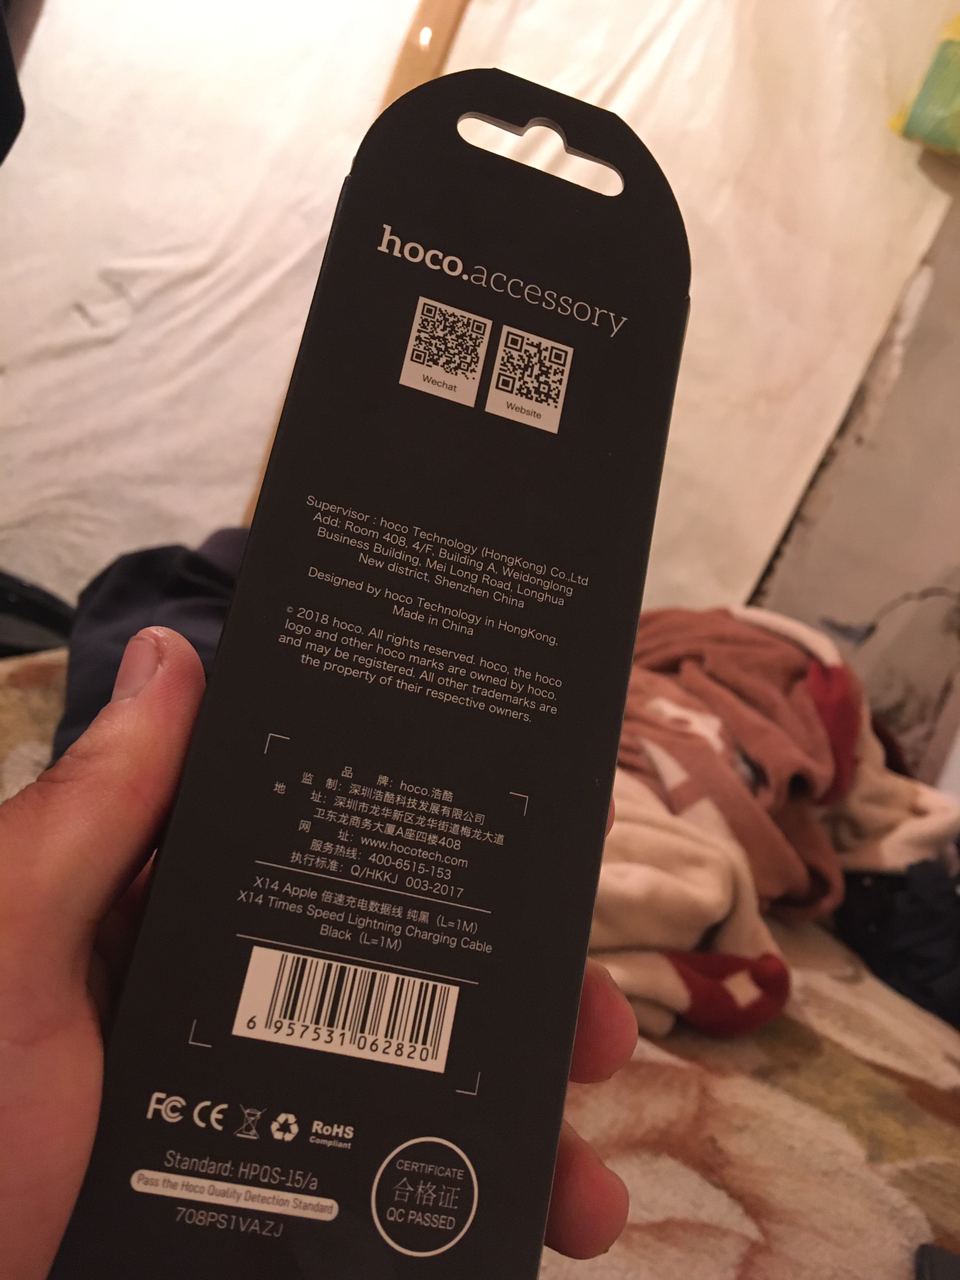 hoco.accessory
Wechat
Website
Supervisor : hoco Technology (HongKong) Co.,Ltd
Add: Room 408, 4/F, Building A, Weidonglong
Business Building, Mei Long Road, Longhua
New district, Shenzhen China
Designed by hoco Technology in HongKong,
Made in China
© 2018 hoco. All rights reserved. hoco, the hoco
logo and other hoco marks are owned by hoco.
and may be registered. All other trademarks are
the property of their respective owners.
品 牌: hoco.浩酷
监 制: 深圳浩酷科技发展有限公司
地 址: 深圳市龙华新区龙华街道梅龙大道
卫东龙商务大厦A座四楼408
网 址: www.hocotech.com
服务热线: 400-6515-153
执行标准: Q/HKKJ 003-2017
X14 Apple 倍速充电数据线 纯黑 (L=1M)
X14 Times Speed Lightning Charging Cable
Black (L=1M)
6 957531 062820
FC CE RoHS
Compliant
Standard: HPQS-15/a
Pass the Hoco Quality Detection Standard
708PS1VAZJ
CERTIFICATE
合格证
QC PASSED